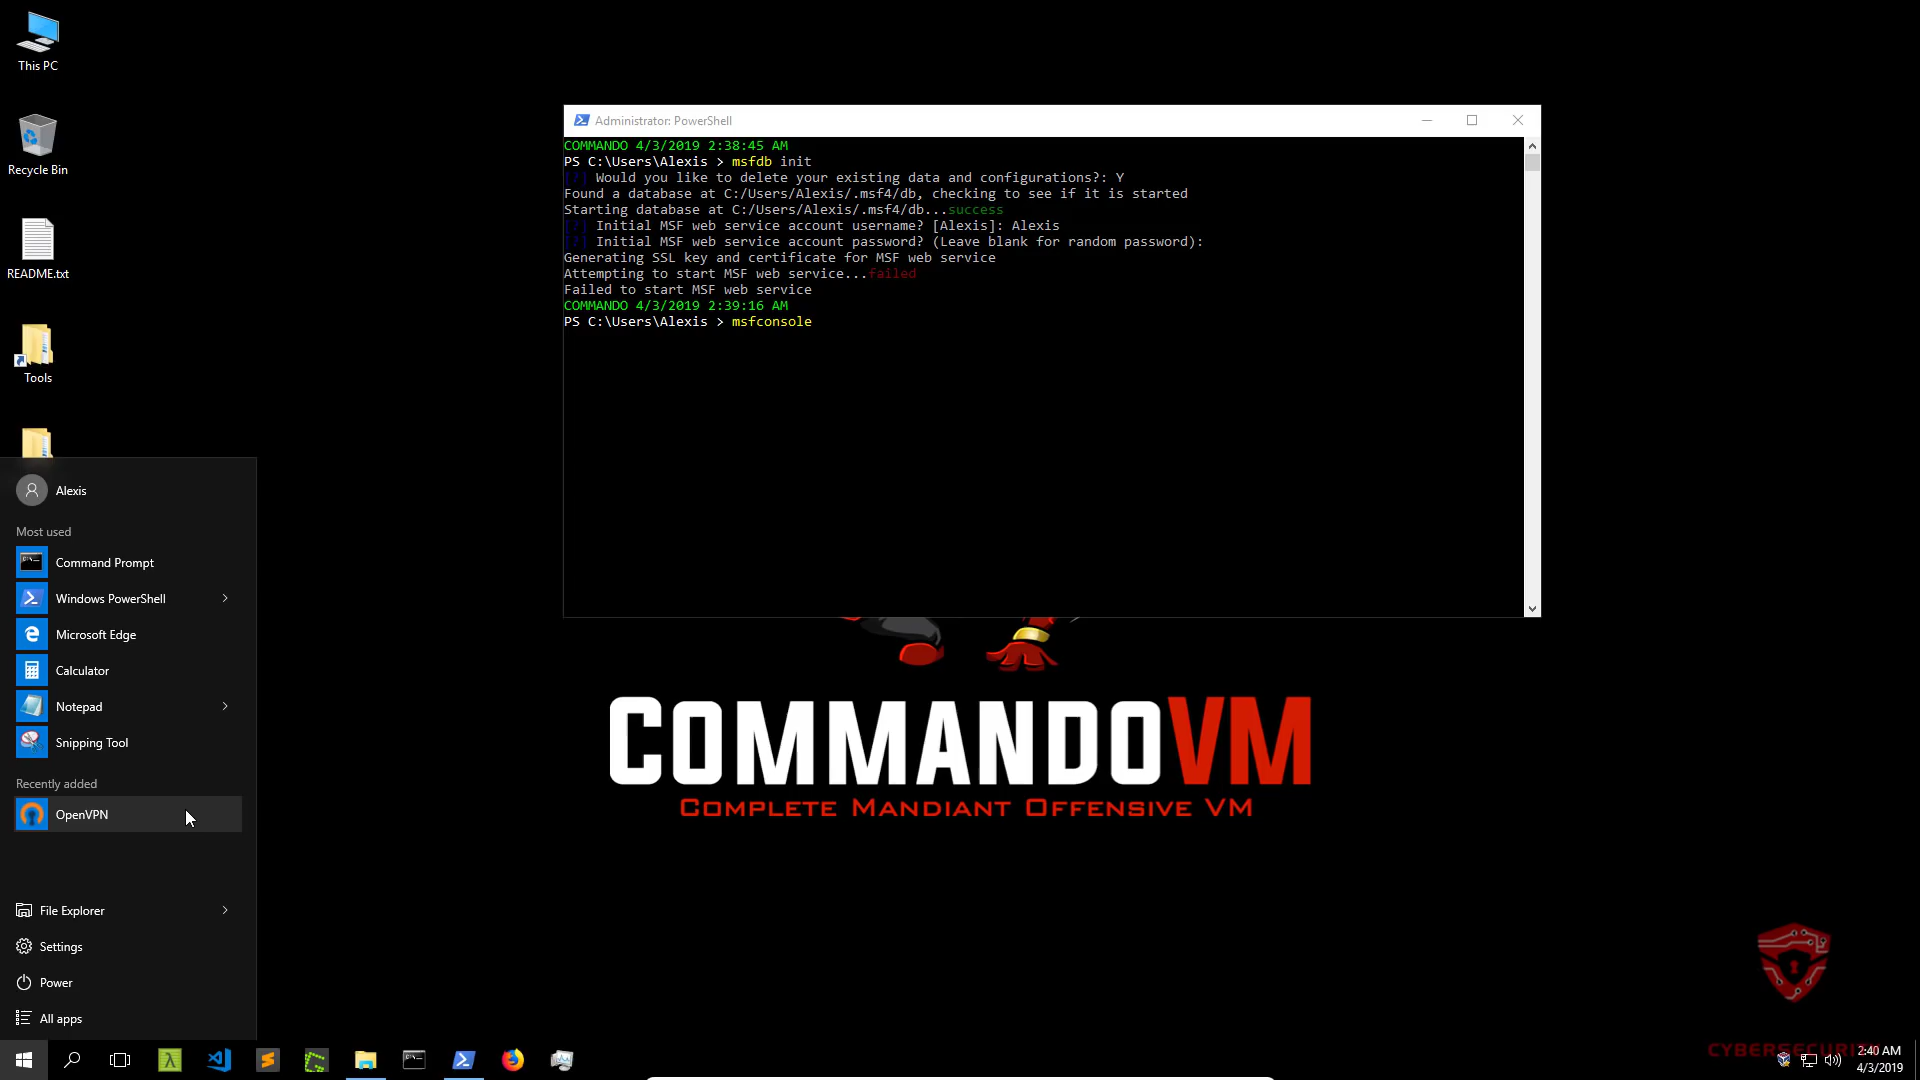 This PC
Recycle Bin
README.txt
Tools
Administrator: PowerShell
COMMANDO 4/3/2019 2:38:45 AM
PS C:\Users\Alexis > msfdb init
[?] Would you like to delete your existing data and configurations?: Y
Found a database at C:/Users/Alexis/.msf4/db, checking to see if it is started
Starting database at C:/Users/Alexis/.msf4/db...success
[?] Initial MSF web service account username? [Alexis]: Alexis
[?] Initial MSF web service account password? (Leave blank for random password):
Generating SSL key and certificate for MSF web service
Attempting to start MSF web service...failed
Failed to start MSF web service
COMMANDO 4/3/2019 2:39:16 AM
PS C:\Users\Alexis > msfconsole
Alexis
Most used
Command Prompt
Windows PowerShell
Microsoft Edge
Calculator
Notepad
Snipping Tool
Recently added
OpenVPN
File Explorer
Settings
Power
All apps
COMMANDOVM
COMPLETE MANDIANT OFFENSIVE VM
CYBERSECURITY
2:40 AM
4/3/2019